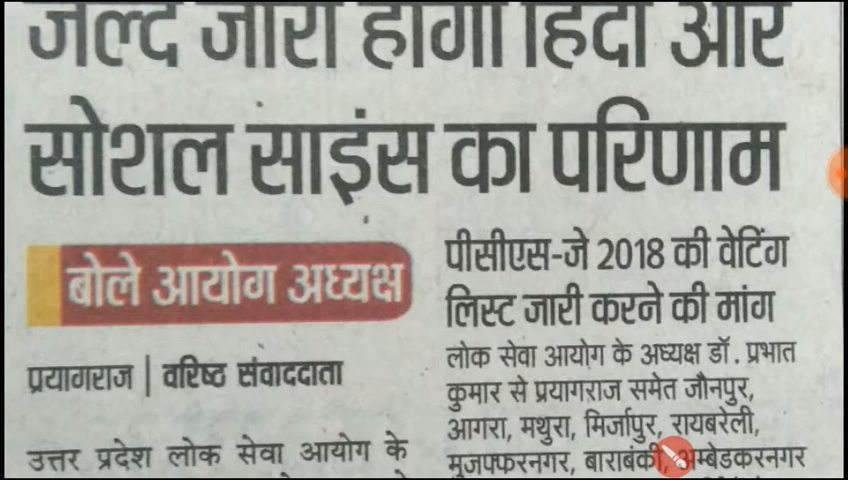 जल्द जारी होगा हिंदी और
सोशल साइंस का परिणाम
बोले आयोग अध्यक्ष
प्रयागराज | वरिष्ठ संवाददाता
उत्तर प्रदेश लोक सेवा आयोग के
पीसीएस-जे 2018 की वेटिंग
लिस्ट जारी करने की मांग
लोक सेवा आयोग के अध्यक्ष डॉ. प्रभात
कुमार से प्रयागराज समेत जौनपुर,
आगरा, मथुरा, मिर्जापुर, रायबरेली,
मुजफ्फरनगर, बाराबंकी, अम्बेडकरनगर